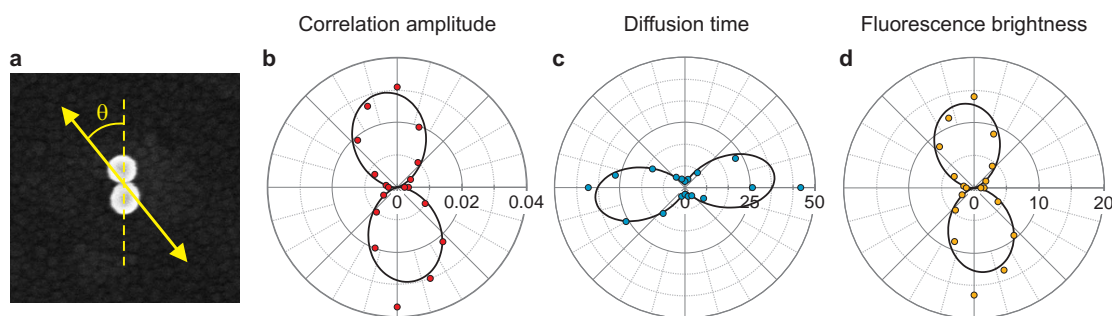 Correlation amplitude
Diffusion time
Fluorescence brightness
a
b
c
d
θ
0 0.02 0.04
0 25 50
0 10 20